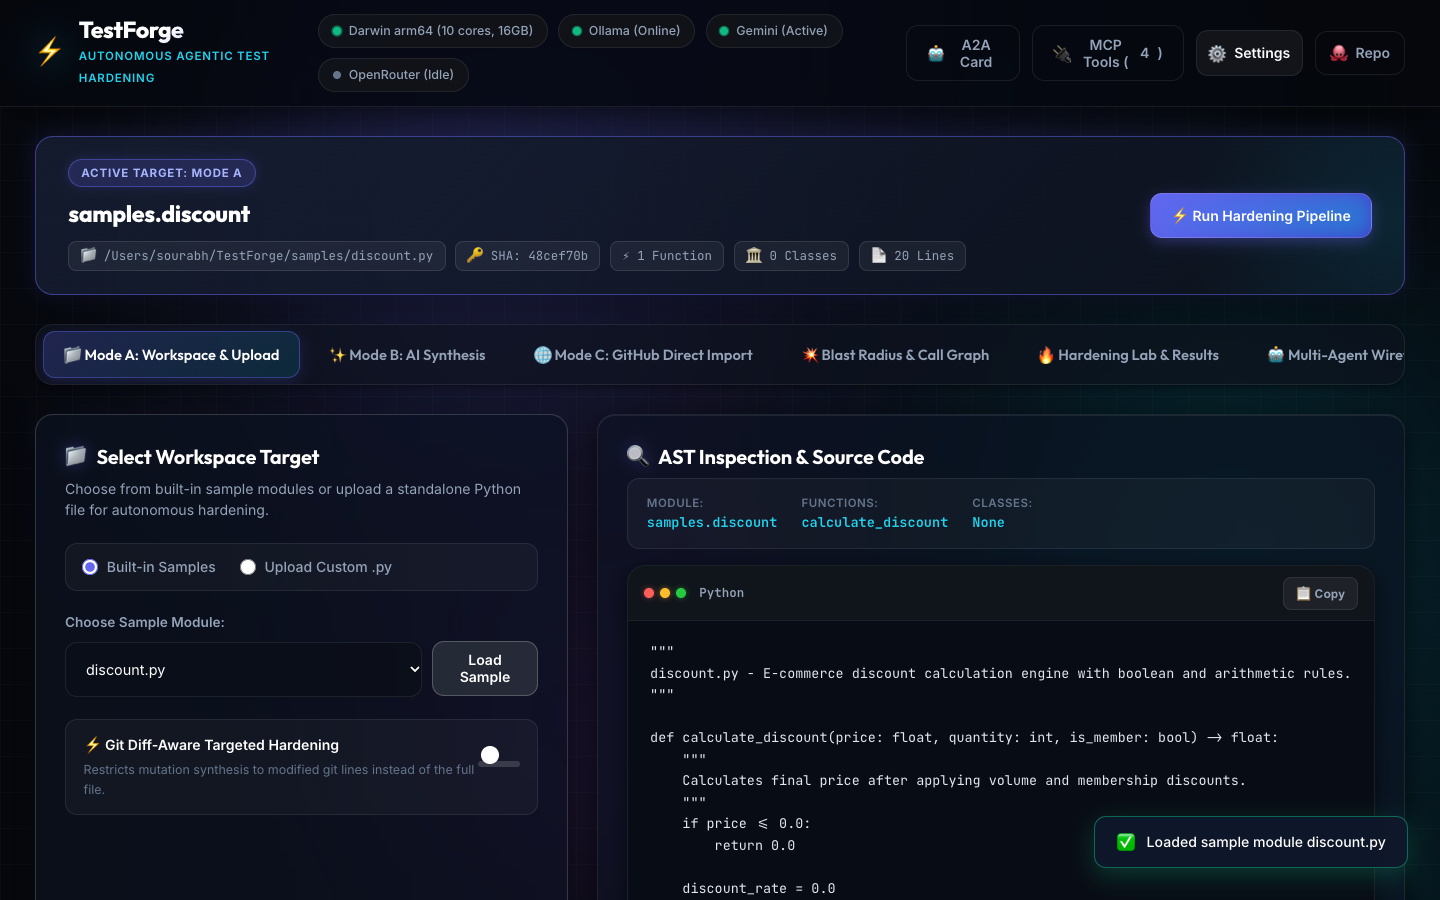 TestForge
AUTONOMOUS AGENTIC TEST
HARDENING
Darwin arm64 (10 cores, 16GB)
Ollama (Online)
Gemini (Active)
OpenRouter (Idle)
A2A
Card
MCP
Tools ( 4 )
Settings
Repo
ACTIVE TARGET: MODE A
samples.discount
/Users/sourabh/TestForge/samples/discount.py
SHA: 48cef70b
⚡ 1 Function
0 Classes
20 Lines
⚡ Run Hardening Pipeline
Mode A: Workspace & Upload
Mode B: AI Synthesis
Mode C: GitHub Direct Import
Blast Radius & Call Graph
Hardening Lab & Results
Multi-Agent Wire
Select Workspace Target
Choose from built-in sample modules or upload a standalone Python
file for autonomous hardening.
Built-in Samples
Upload Custom .py
Choose Sample Module:
discount.py
Load
Sample
⚡ Git Diff-Aware Targeted Hardening
Restricts mutation synthesis to modified git lines instead of the full
file.
AST Inspection & Source Code
MODULE:
samples.discount
FUNCTIONS:
calculate_discount
CLASSES:
None
Python
Copy
"""
discount.py - E-commerce discount calculation engine with boolean and arithmetic rules.
"""
def calculate_discount(price: float, quantity: int, is_member: bool) -> float:
"""
Calculates final price after applying volume and membership discounts.
"""
if price <= 0.0:
return 0.0
discount_rate = 0.0
Loaded sample module discount.py